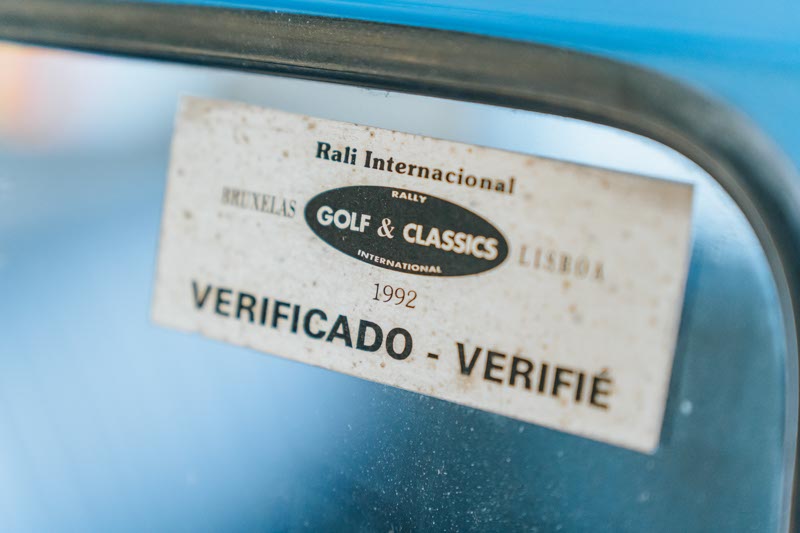 Rali Internacional
RALLY
BRUXELAS GOLF & CLASSICS LISBOA
INTERNATIONAL
1992
VERIFICADO - VERIFIÉ